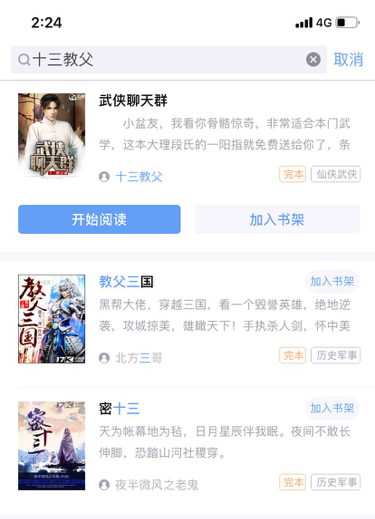 2:24
4G
十三教父
取消
武侠聊天群
武侠聊天群
小盆友，我看你骨骼惊奇，非常适合本门武
学，这本大理段氏的一阳指就免费送给你了，条
十三教父
完本
仙侠武侠
开始阅读
加入书架
教父三国
教父三国
17K
加入书架
黑帮大佬，穿越三国，看一个毁誉英雄，绝地逆
袭，攻城掠美，雄瞰天下！手执杀人剑，怀中美
北方三哥
完本
历史军事
密十三
密十三
17K
加入书架
天为帐幕地为毡，日月星辰伴我眠。夜间不敢长
伸脚，恐踏山河社稷穿。
夜半微风之老鬼
完本
历史军事